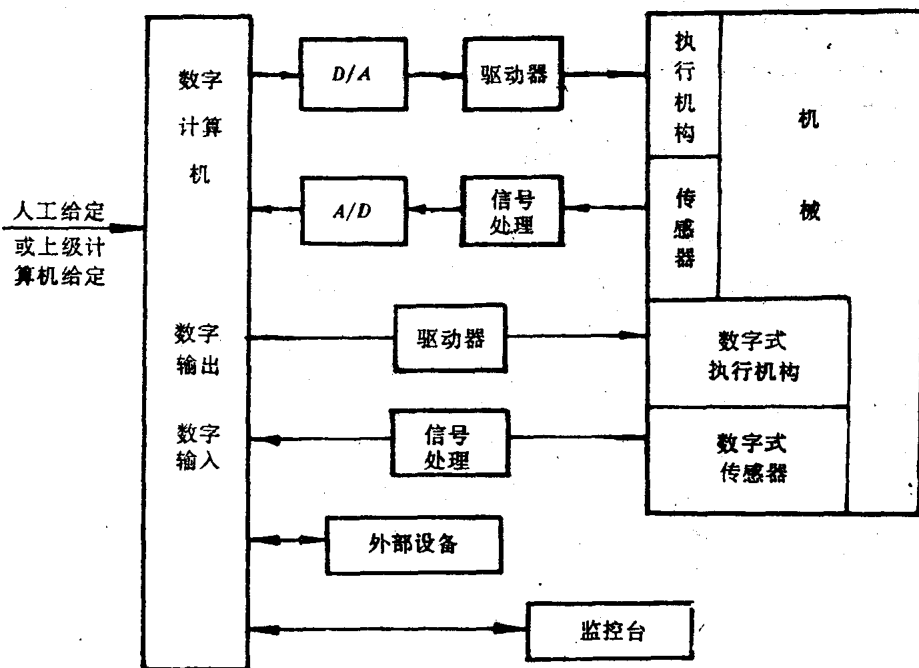 人工给定
或上级计
算机给定
数字
计算
机
数字
输出
数字
输入
D/A
驱动器
A/D
信号
处理
驱动器
信号
处理
外部设备
监控台
执
行
机
构
传
感
器
机
械
数字式
执行机构
数字式
传感器